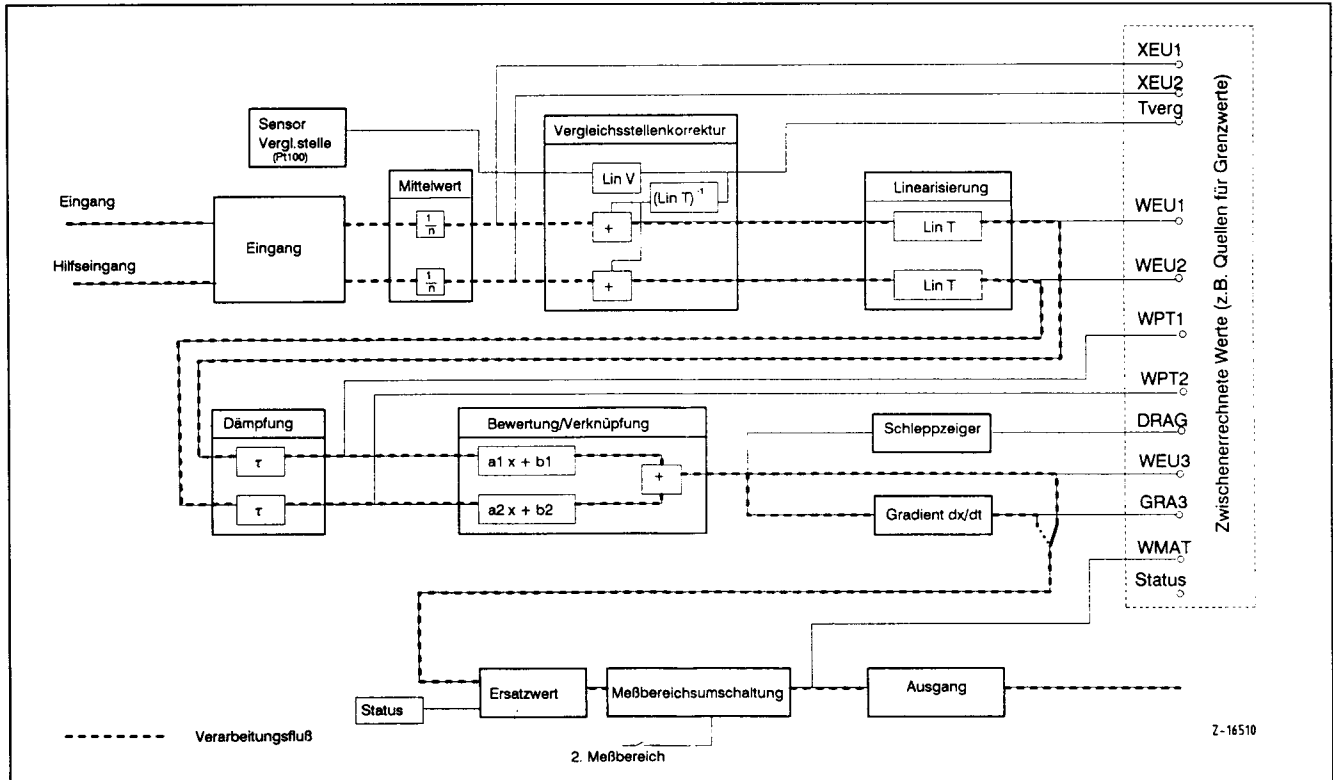 XEU1
XEU2
Tverg
Sensor
Vergl.stelle
(Pt100)
Vergleichsstellenkorrektur
Lin V
(Lin T)⁻¹
Mittelwert
Linearisierung
Eingang
Eingang
1/n
+
Lin T
WEU1
Hilfseingang
1/n
+
Lin T
WEU2
WPT1
WPT2
Dämpfung
Bewertung/Verknüpfung
Schleppzeiger
DRAG
τ
a1 x + b1
+
WEU3
τ
a2 x + b2
Gradient dx/dt
GRA3
WMAT
Status
Zwischenerrechnete Werte (z.B. Quellen für Grenzwerte)
Ersatzwert
Meßbereichsumschaltung
Ausgang
Status
Verarbeitungsfluß
2. Meßbereich
Z-16510